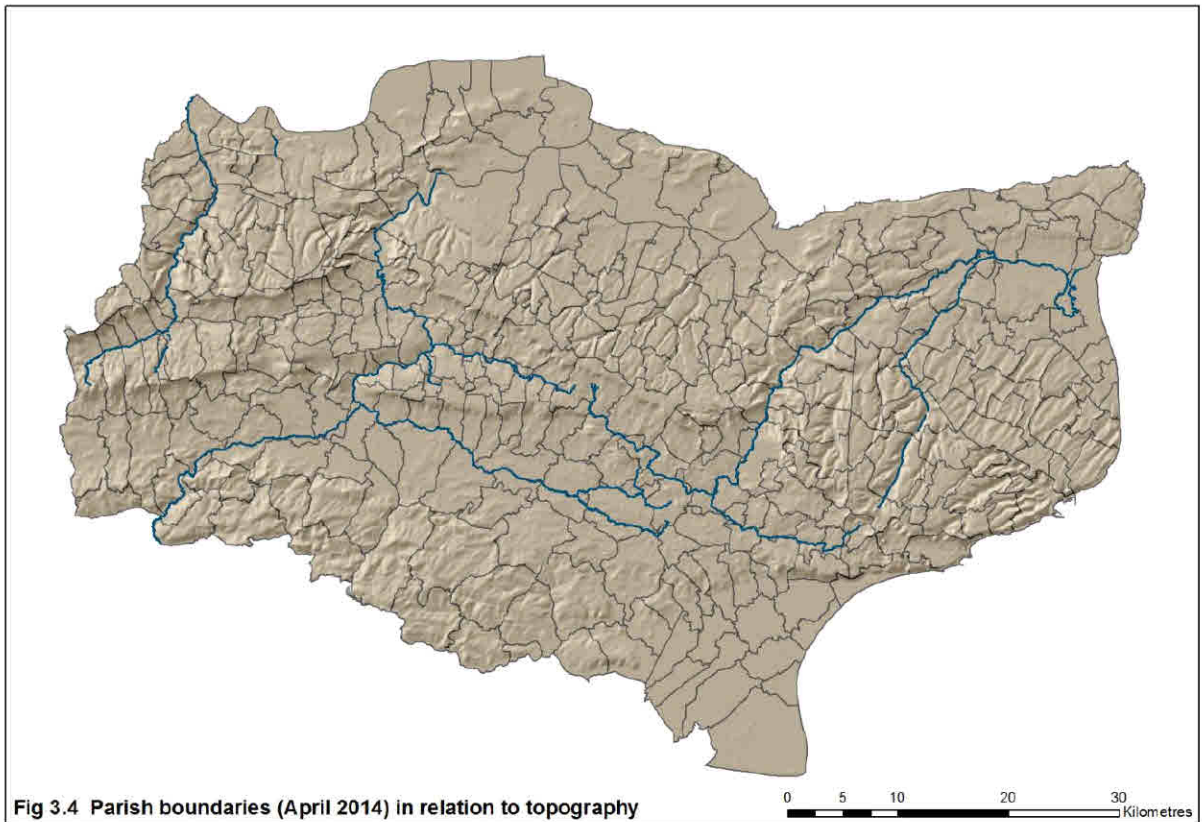 Fig 3.4 Parish boundaries (April 2014) in relation to topography
0 5 10 20 30
Kilometres